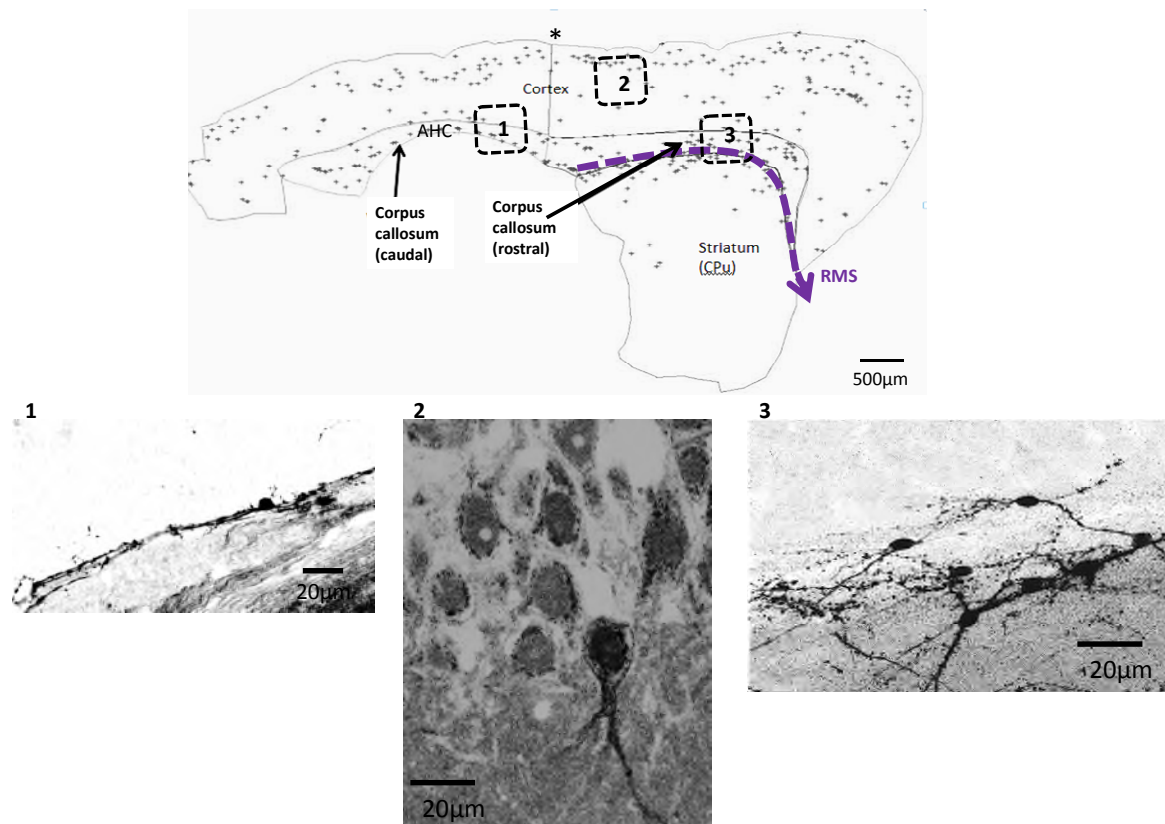 *
Cortex
2
AHC
1
3
Corpus
callosum
(caudal)
Corpus
callosum
(rostral)
Striatum
(CPu)
RMS
500µm
1
2
3
20µm
20µm
20µm